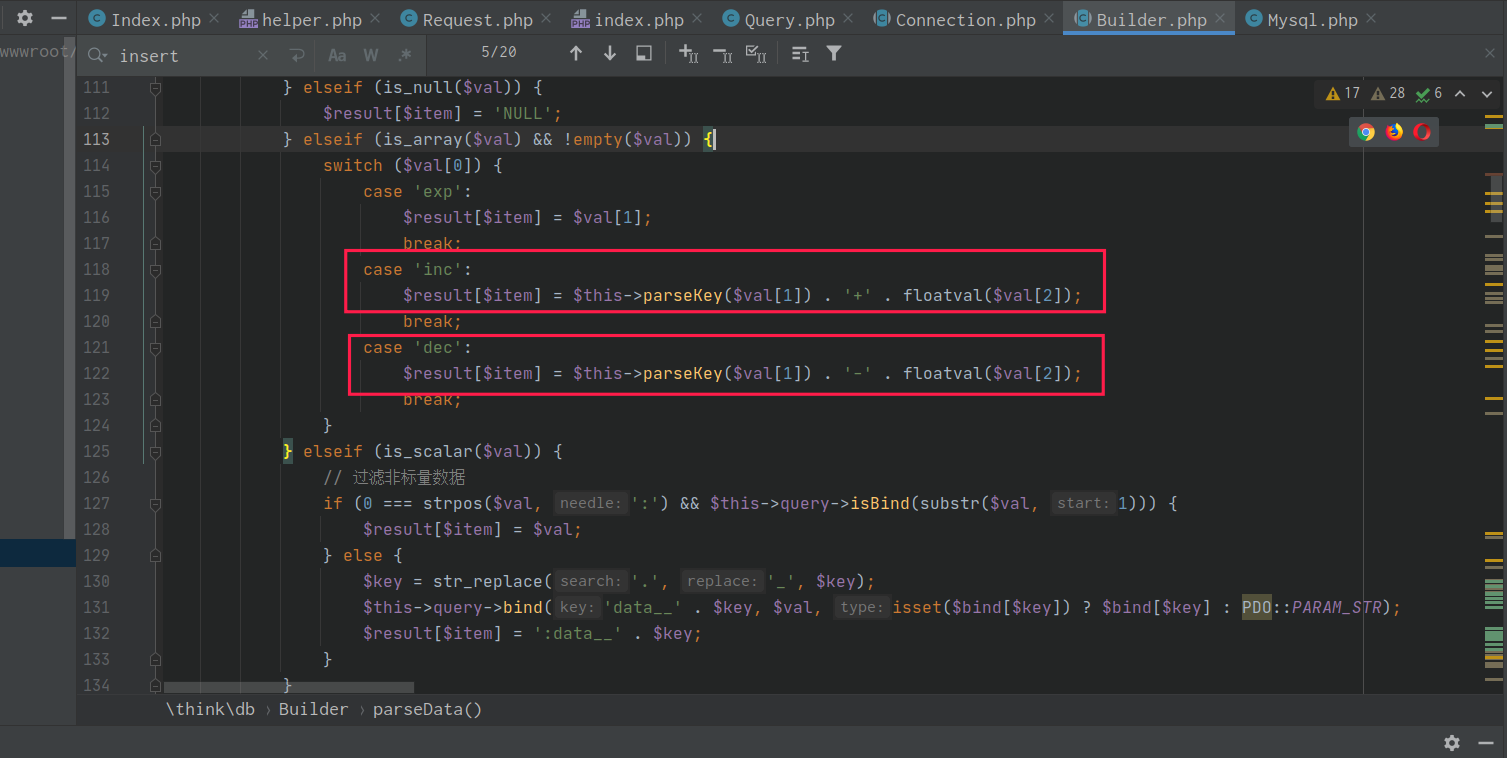 Index.php helper.php Request.php index.php Query.php Connection.php Builder.php Mysql.php
wwwroot/
insert Aa W .* 5/20
17 28 6
111 } elseif (is_null($val)) {
112 $result[$item] = 'NULL';
113 } elseif (is_array($val) && !empty($val)) {
114 switch ($val[0]) {
115 case 'exp':
116 $result[$item] = $val[1];
117 break;
118 case 'inc':
119 $result[$item] = $this->parseKey($val[1]) . '+' . floatval($val[2]);
120 break;
121 case 'dec':
122 $result[$item] = $this->parseKey($val[1]) . '-' . floatval($val[2]);
123 break;
124 }
125 } elseif (is_scalar($val)) {
126 // 过滤非标量数据
127 if (0 === strpos($val, needle: ':') && $this->query->isBind(substr($val, start: 1))) {
128 $result[$item] = $val;
129 } else {
130 $key = str_replace( search: '.', replace: '_', $key);
131 $this->query->bind( key: 'data__' . $key, $val, type: isset($bind[$key]) ? $bind[$key] : PDO::PARAM_STR);
132 $result[$item] = ':data__' . $key;
133 }
134 }
\think\db › Builder › parseData()